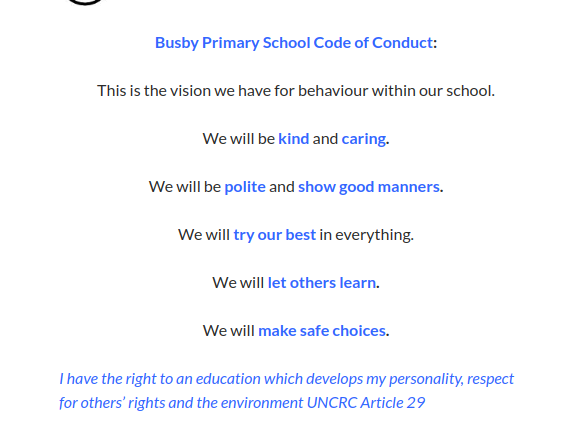 Busby Primary School Code of Conduct:
This is the vision we have for behaviour within our school.
We will be kind and caring.
We will be polite and show good manners.
We will try our best in everything.
We will let others learn.
We will make safe choices.
I have the right to an education which develops my personality, respect
for others’ rights and the environment UNCRC Article 29